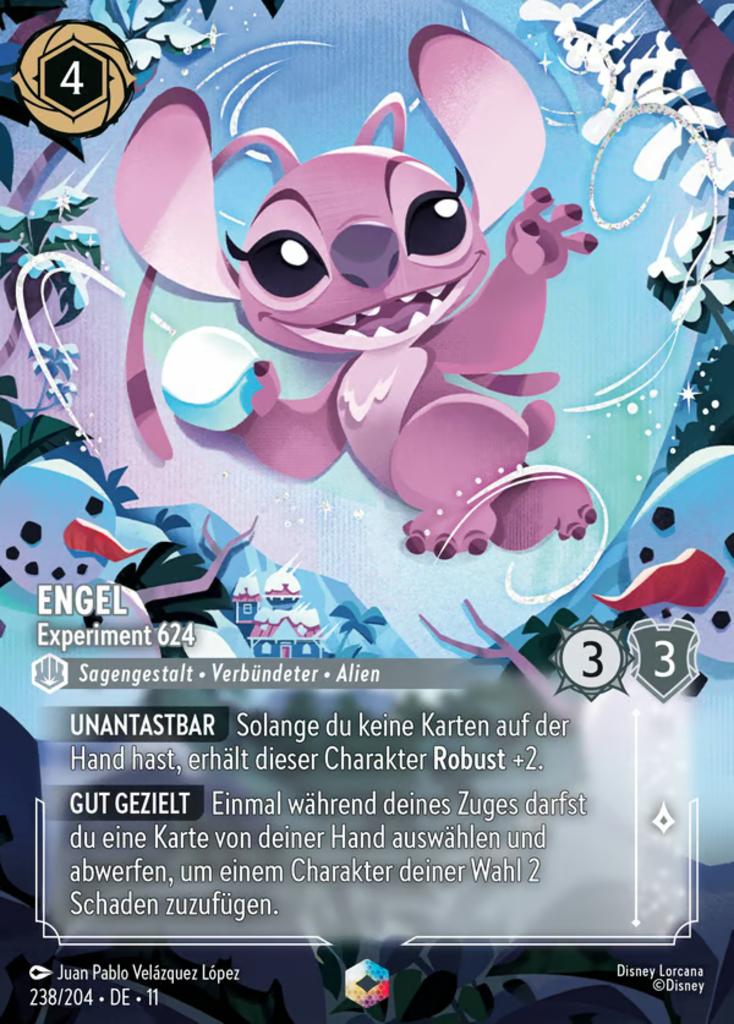 4
ENGEL
Experiment 624
Sagengestalt • Verbündeter • Alien
3
3
UNANTASTBAR Solange du keine Karten auf der
Hand hast, erhält dieser Charakter Robust +2.
GUT GEZIELT Einmal während deines Zuges darfst
du eine Karte von deiner Hand auswählen und
abwerfen, um einem Charakter deiner Wahl 2
Schaden zuzufügen.
Juan Pablo Velázquez López
238/204 • DE • 11
Disney Lorcana
©Disney